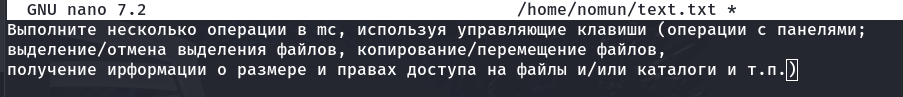 GNU nano 7.2 /home/nomun/text.txt *
Выполните несколько операции в mc, используя управляющие клавиши (операции с панелями;
выделение/отмена выделения файлов, копирование/перемещение файлов,
получение ирформации о размере и правах доступа на файлы и/или каталоги и т.п.)